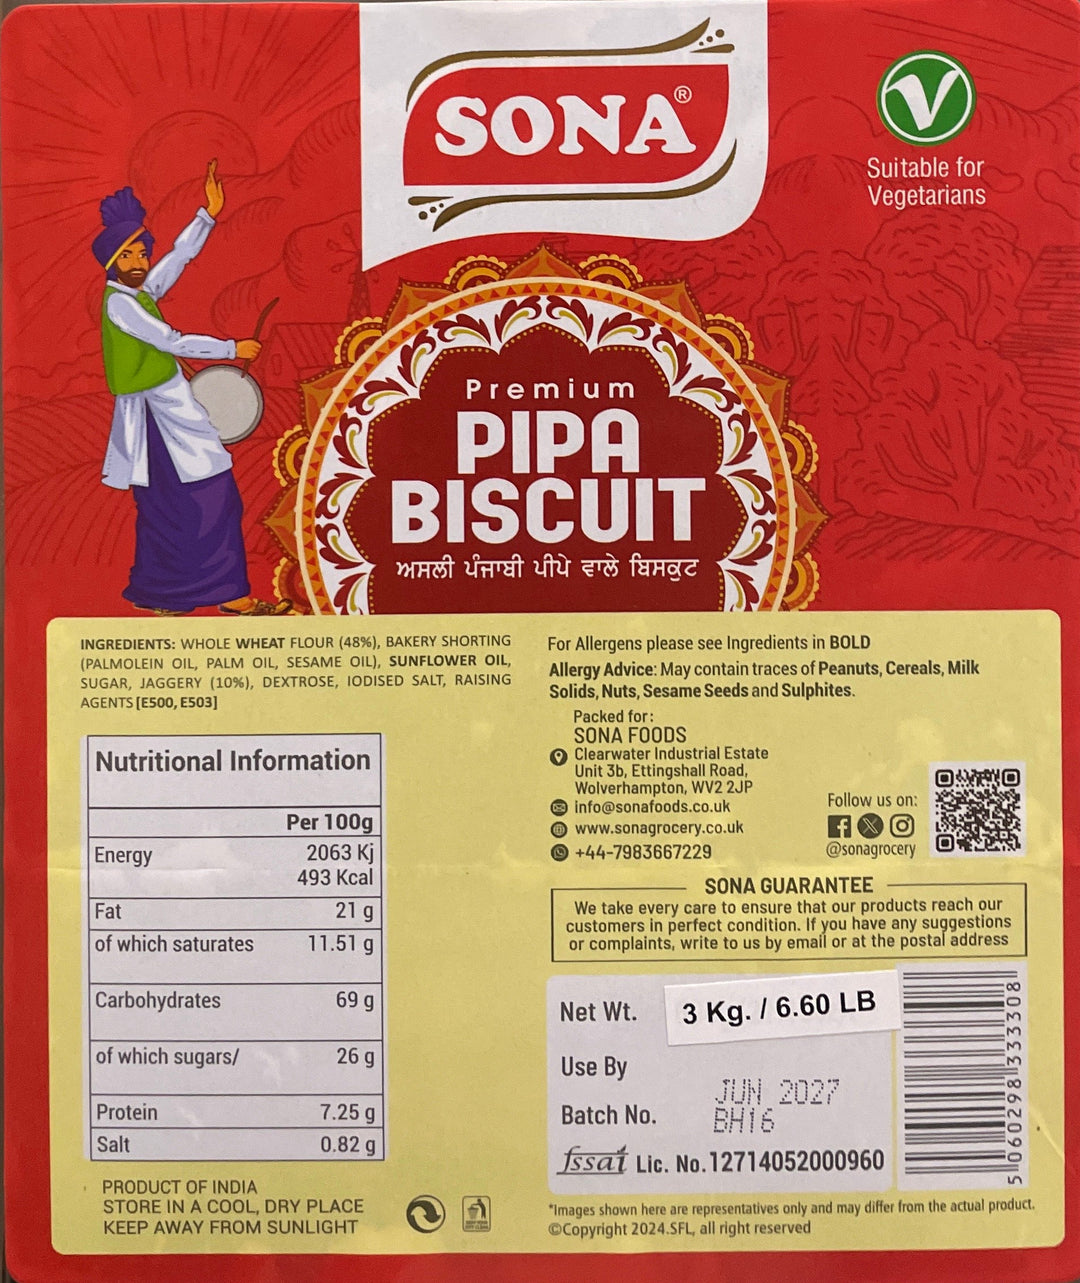 SONA®
Suitable for
Vegetarians
Premium
PIPA
BISCUIT
ਅਸਲੀ ਪੰਜਾਬੀ ਪੀਪੇ ਵਾਲੇ ਬਿਸਕੁਟ
INGREDIENTS: WHOLE WHEAT FLOUR (48%), BAKERY SHORTING
(PALMOLEIN OIL, PALM OIL, SESAME OIL), SUNFLOWER OIL,
SUGAR, JAGGERY (10%), DEXTROSE, IODISED SALT, RAISING
AGENTS [E500, E503]
Nutritional Information
Per 100g
Energy 2063 Kj
493 Kcal
Fat 21 g
of which saturates 11.51 g
Carbohydrates 69 g
of which sugars/ 26 g
Protein 7.25 g
Salt 0.82 g
PRODUCT OF INDIA
STORE IN A COOL, DRY PLACE
KEEP AWAY FROM SUNLIGHT
For Allergens please see Ingredients in BOLD
Allergy Advice: May contain traces of Peanuts, Cereals, Milk
Solids, Nuts, Sesame Seeds and Sulphites.
Packed for:
SONA FOODS
Clearwater Industrial Estate
Unit 3b, Ettingshall Road,
Wolverhampton, WV2 2JP
info@sonafoods.co.uk
www.sonagrocery.co.uk
+44-7983667229
Follow us on:
@sonagrocery
SONA GUARANTEE
We take every care to ensure that our products reach our
customers in perfect condition. If you have any suggestions
or complaints, write to us by email or at the postal address
Net Wt. 3 Kg. / 6.60 LB
Use By JUN 2027
Batch No. BH16
fssai Lic. No. 12714052000960
5 060298 333308
*Images shown here are representatives only and may differ from the actual product.
©Copyright 2024.SFL, all right reserved